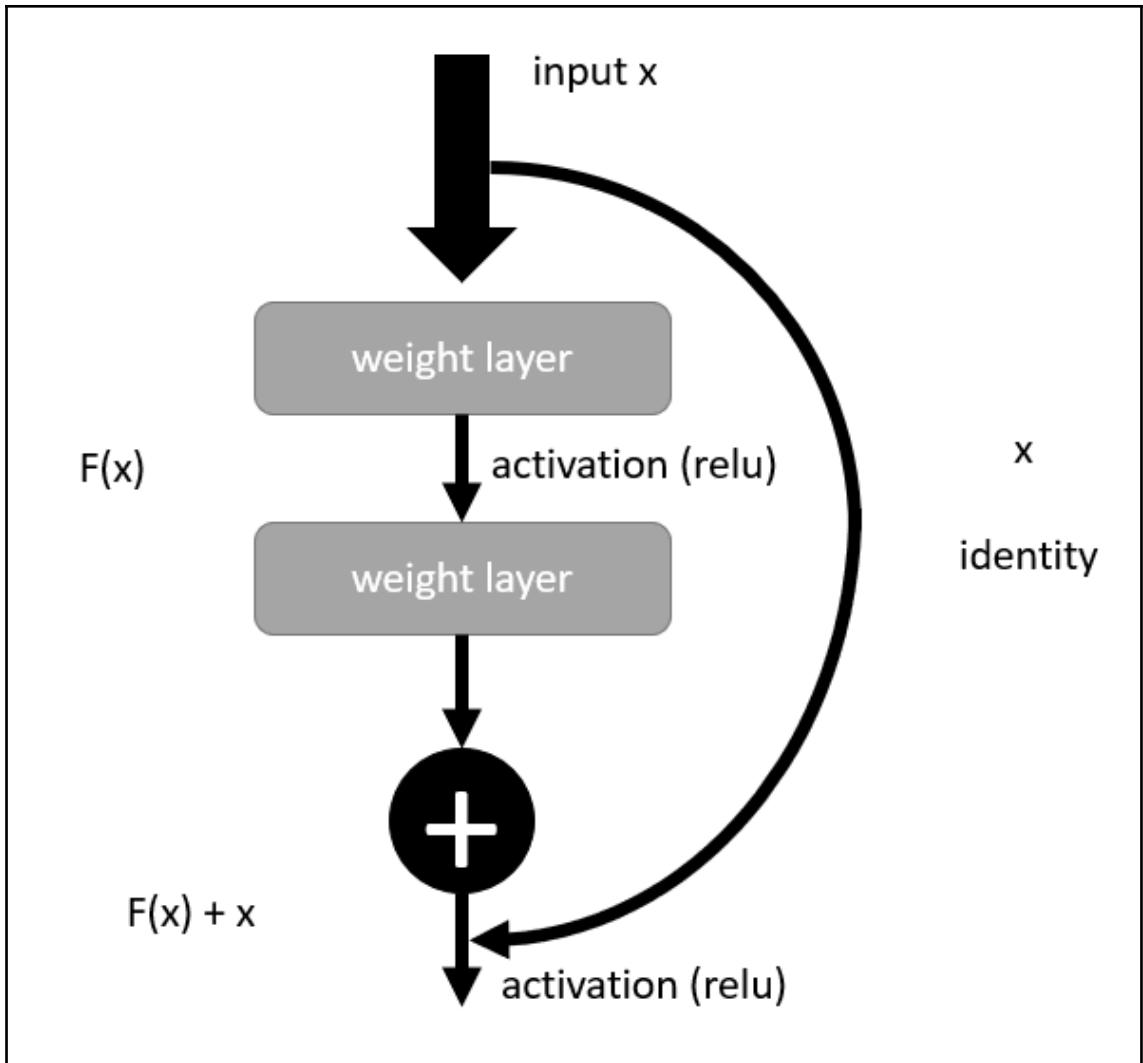 input x
weight layer
F(x)
activation (relu)
x
identity
weight layer
+
F(x) + x
activation (relu)